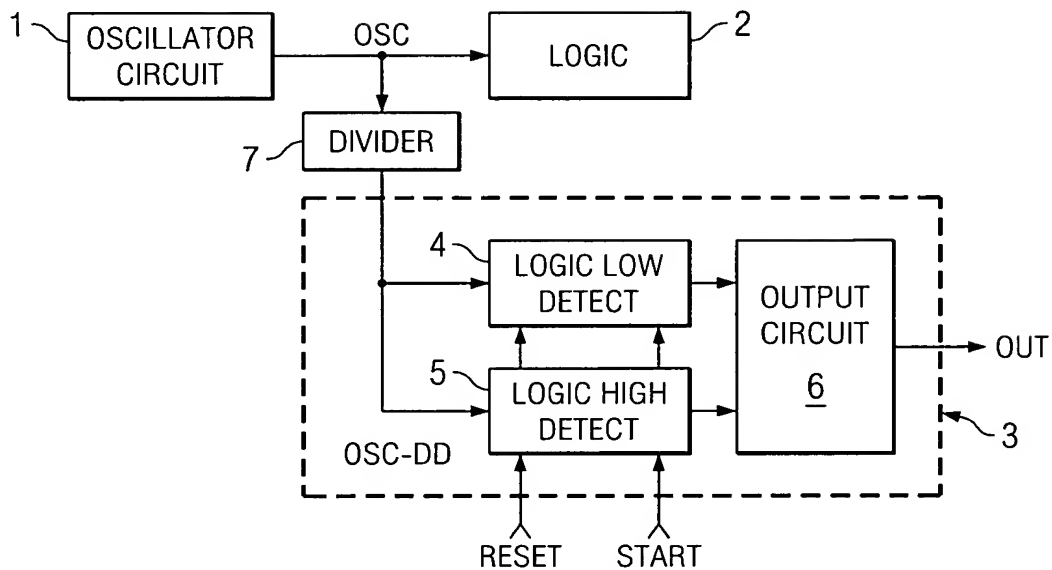 1
OSCILLATOR
CIRCUIT
OSC
LOGIC
2
DIVIDER
7
4
LOGIC LOW
DETECT
OUTPUT
CIRCUIT
6
OUT
5
LOGIC HIGH
DETECT
3
OSC-DD
RESET
START